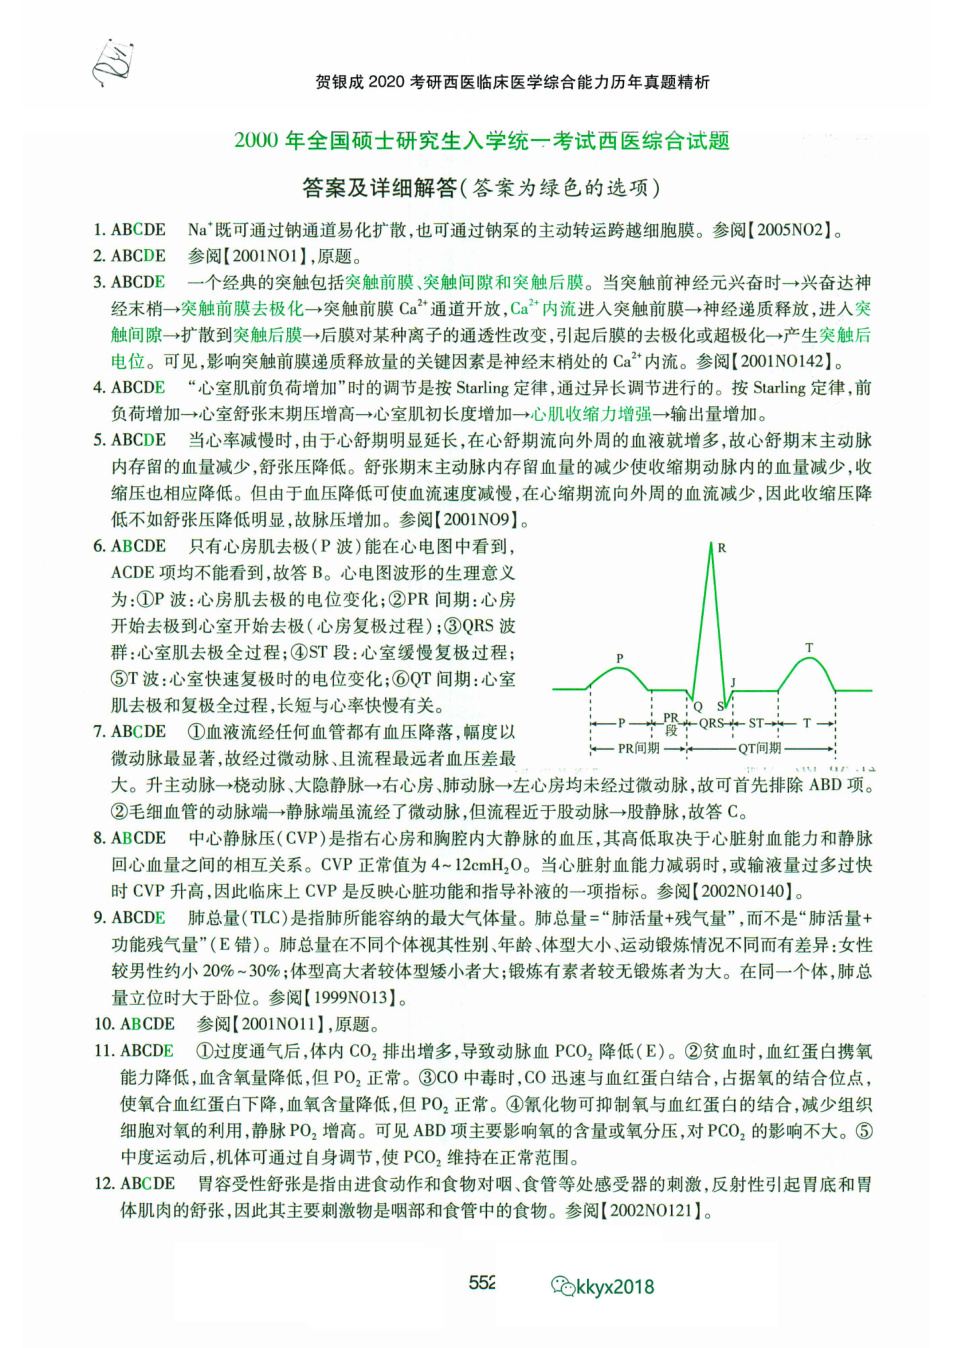 贺银成 2020 考研西医临床医学综合能力历年真题精析
2000 年全国硕士研究生入学统一考试西医综合试题
答案及详细解答(答案为绿色的选项)
1. ABCDE Na⁺既可通过钠通道易化扩散,也可通过钠泵的主动转运跨越细胞膜。参阅【2005NO2】。
2. ABCDE 参阅【2001NO1】,原题。
3. ABCDE 一个经典的突触包括突触前膜、突触间隙和突触后膜。当突触前神经元兴奋时→兴奋达神
经末梢→突触前膜去极化→突触前膜 Ca²⁺通道开放,Ca²⁺内流进入突触前膜→神经递质释放,进入突
触间隙→扩散到突触后膜→后膜对某种离子的通透性改变,引起后膜的去极化或超极化→产生突触后
电位。可见,影响突触前膜递质释放量的关键因素是神经末梢处的 Ca²⁺内流。参阅【2001NO142】。
4. ABCDE “心室肌前负荷增加”时的调节是按 Starling 定律,通过异长调节进行的。按 Starling 定律,前
负荷增加→心室舒张末期压增高→心室肌初长度增加→心肌收缩力增强→输出量增加。
5. ABCDE 当心率减慢时,由于心舒期明显延长,在心舒期流向外周的血液就增多,故心舒期末主动脉
内存留的血量减少,舒张压降低。舒张期末主动脉内存留血量的减少使收缩期动脉内的血量减少,收
缩压也相应降低。但由于血压降低可使血流速度减慢,在心缩期流向外周的血流减少,因此收缩压降
低不如舒张压降低明显,故脉压增加。参阅【2001NO9】。
6. ABCDE 只有心房肌去极(P 波)能在心电图中看到,
ACDE 项均不能看到,故答 B。心电图波形的生理意义
为:①P 波:心房肌去极的电位变化;②PR 间期:心房
开始去极到心室开始去极(心房复极过程);③QRS 波
群:心室肌去极全过程;④ST 段:心室缓慢复极过程;
⑤T 波:心室快速复极时的电位变化;⑥QT 间期:心室
肌去极和复极全过程,长短与心率快慢有关。
R
P
T
J
Q S
P PR段 QRS ST T
PR间期 QT间期
7. ABCDE ①血液流经任何血管都有血压降落,幅度以
微动脉最显著,故经过微动脉、且流程最远者血压差最
大。升主动脉→桡动脉、大隐静脉→右心房、肺动脉→左心房均未经过微动脉,故可首先排除 ABD 项。
②毛细血管的动脉端→静脉端虽流经了微动脉,但流程近于股动脉→股静脉,故答 C。
8. ABCDE 中心静脉压(CVP)是指右心房和胸腔内大静脉的血压,其高低取决于心脏射血能力和静脉
回心血量之间的相互关系。CVP 正常值为 4~12cmH₂O。当心脏射血能力减弱时,或输液量过多过快
时 CVP 升高,因此临床上 CVP 是反映心脏功能和指导补液的一项指标。参阅【2002NO140】。
9. ABCDE 肺总量(TLC)是指肺所能容纳的最大气体量。肺总量=“肺活量+残气量”,而不是“肺活量+
功能残气量”(E 错)。肺总量在不同个体视其性别、年龄、体型大小、运动锻炼情况不同而有差异:女性
较男性约小 20%~30%;体型高大者较体型矮小者大;锻炼有素者较无锻炼者为大。在同一个体,肺总
量立位时大于卧位。参阅【1999NO13】。
10. ABCDE 参阅【2001NO11】,原题。
11. ABCDE ①过度通气后,体内 CO₂ 排出增多,导致动脉血 PCO₂ 降低(E)。②贫血时,血红蛋白携氧
能力降低,血含氧量降低,但 PO₂ 正常。③CO 中毒时,CO 迅速与血红蛋白结合,占据氧的结合位点,
使氧合血红蛋白下降,血氧含量降低,但 PO₂ 正常。④氰化物可抑制氧与血红蛋白的结合,减少组织
细胞对氧的利用,静脉 PO₂ 增高。可见 ABD 项主要影响氧的含量或氧分压,对 PCO₂ 的影响不大。⑤
中度运动后,机体可通过自身调节,使 PCO₂ 维持在正常范围。
12. ABCDE 胃容受性舒张是指由进食动作和食物对咽、食管等处感受器的刺激,反射性引起胃底和胃
体肌肉的舒张,因此其主要刺激物是咽部和食管中的食物。参阅【2002NO121】。
552
kkyx2018